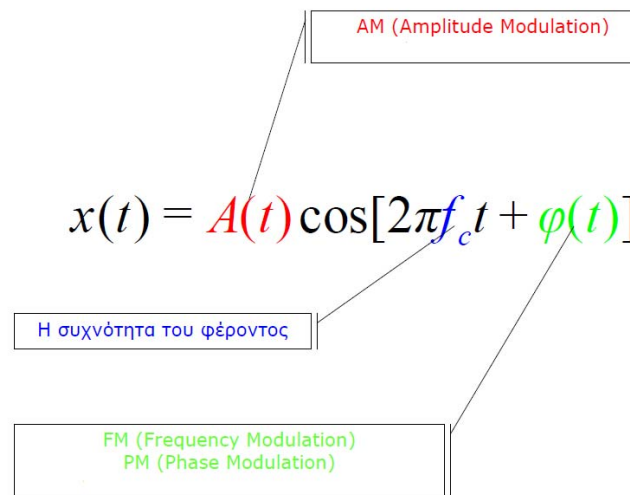 AM (Amplitude Modulation)
x(t) = A(t) cos[2πf_c t + φ(t)]
Η συχνότητα του φέροντος
FM (Frequency Modulation)
PM (Phase Modulation)